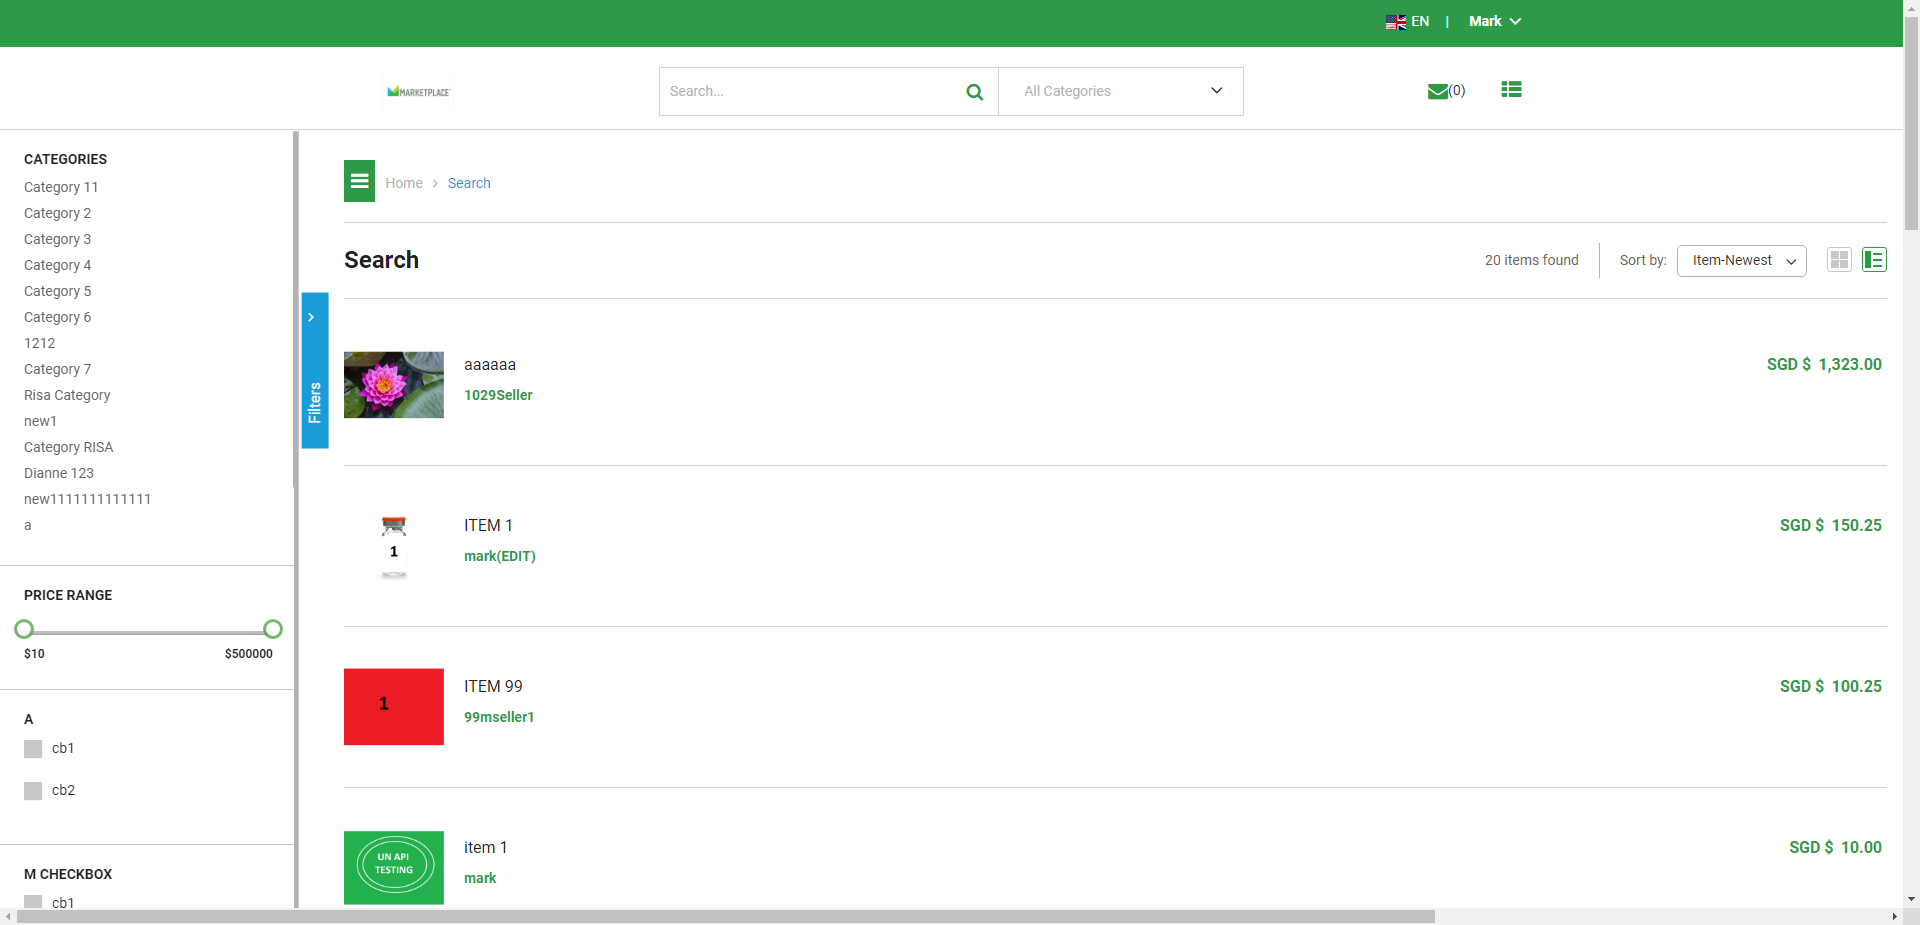 EN | Mark
MARKETPLACE
Search...
All Categories
(0)
CATEGORIES
Category 11
Category 2
Category 3
Category 4
Category 5
Category 6
1212
Category 7
Risa Category
new1
Category RISA
Dianne 123
new1111111111111
a
PRICE RANGE
$10 $500000
A
cb1
cb2
M CHECKBOX
cb1
Filters
Home > Search
Search
20 items found
Sort by: Item-Newest
aaaaaa
1029Seller
SGD $ 1,323.00
1
ITEM 1
mark(EDIT)
SGD $ 150.25
1
ITEM 99
99mseller1
SGD $ 100.25
UN API
TESTING
item 1
mark
SGD $ 10.00